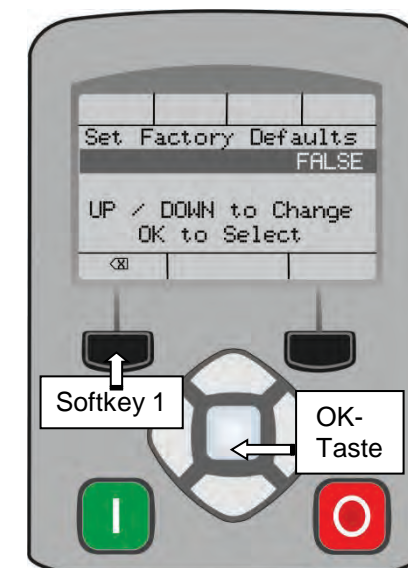 Set Factory Defaults
FALSE
UP / DOWN to Change
OK to Select
Softkey 1
OK-
Taste
I
O